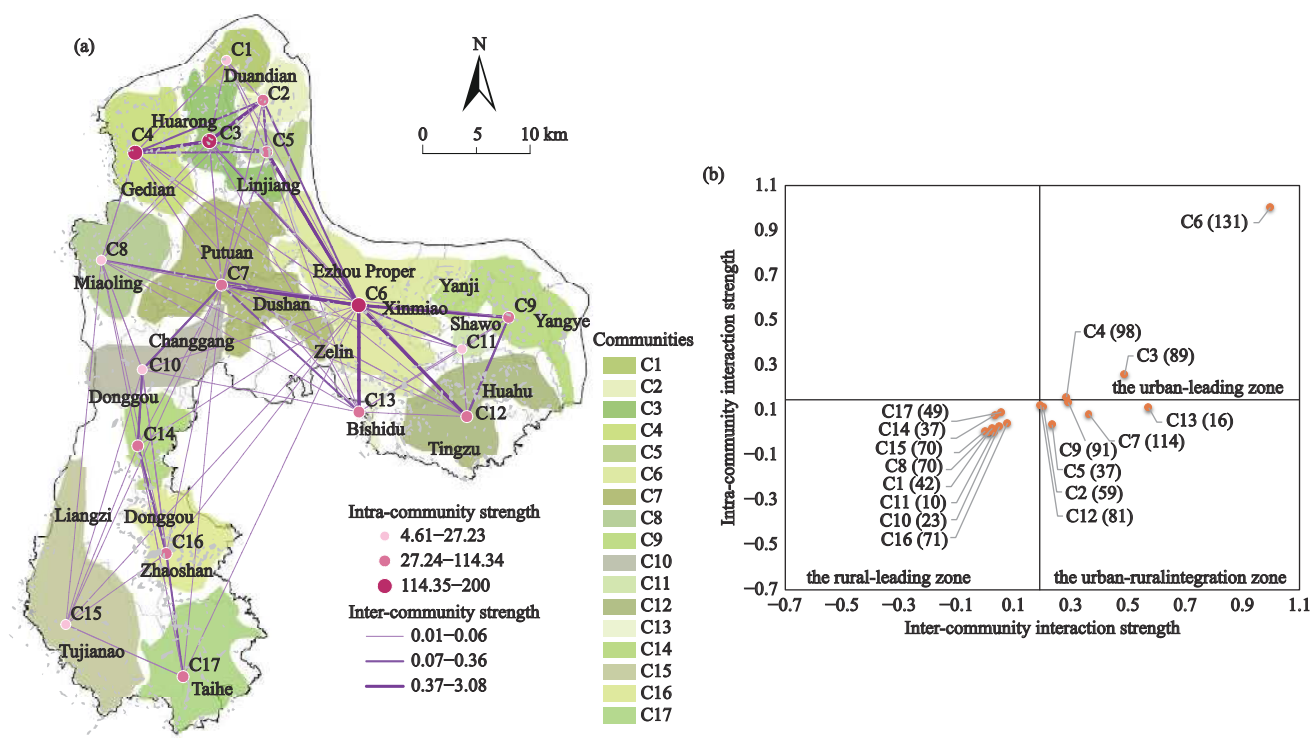 (a)
N
0 5 10 km
C1
Duandian
C2
Huarong
C4
C3
C5
Gedian
Linjiang
C8
Miaoling
Putuan
C7
Ezhou Proper
C6
Xinmiao
Yanji
C9
Shawo
Yangye
Dushan
C11
Changgang
Zelin
C10
Huahu
Donggou
C13
C12
Bishidu
Tingzu
C14
Liangzi
Donggou
C16
Zhaoshan
C15
Tujianao
C17
Taihe
Intra-community strength
4.61–27.23
27.24–114.34
114.35–200
Inter-community strength
0.01–0.06
0.07–0.36
0.37–3.08
Communities
C1
C2
C3
C4
C5
C6
C7
C8
C9
C10
C11
C12
C13
C14
C15
C16
C17
(b)
Intra-community interaction strength
1.1
0.9
0.7
0.5
0.3
0.1
−0.1
−0.3
−0.5
−0.7
C6 (131)
C4 (98)
C3 (89)
the urban-leading zone
C17 (49)
C14 (37)
C15 (70)
C8 (70)
C1 (42)
C11 (10)
C10 (23)
C16 (71)
C13 (16)
C7 (114)
C9 (91)
C5 (37)
C2 (59)
C12 (81)
the rural-leading zone
the urban-ruralintegration zone
−0.7 −0.5 −0.3 −0.1 0.1 0.3 0.5 0.7 0.9 1.1
Inter-community interaction strength